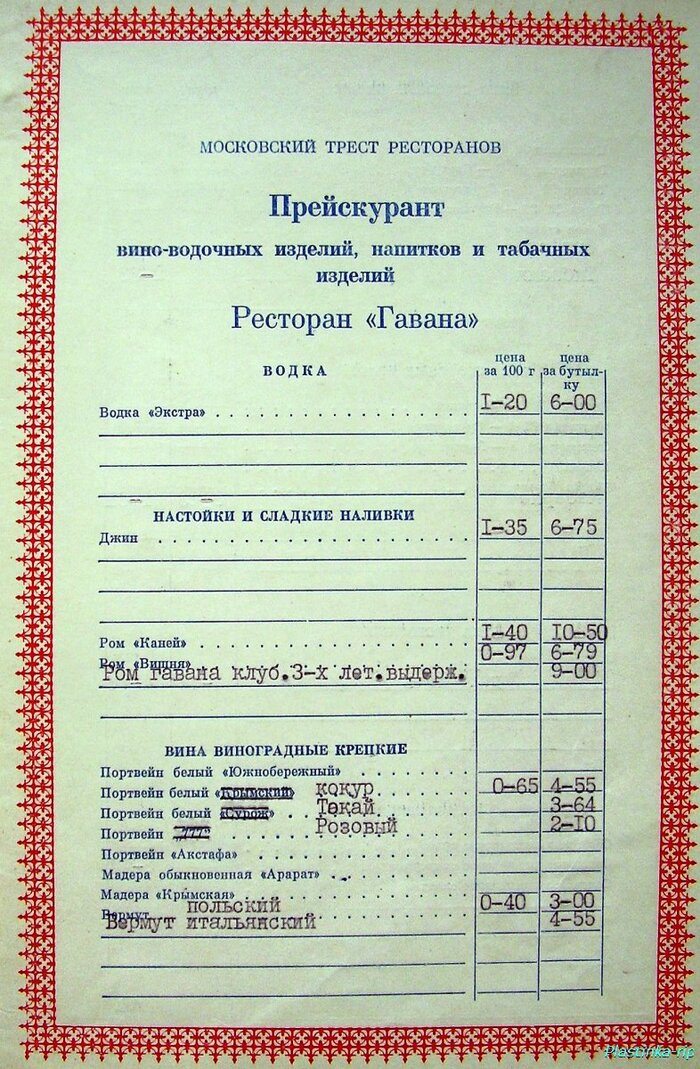 МОСКОВСКИЙ ТРЕСТ РЕСТОРАНОВ
Прейскурант
вино-водочных изделий, напитков и табачных
изделий
Ресторан «Гавана»
ВОДКА цена за 100 г цена за бутыл-ку
Водка «Экстра» . . . . . . . . . . . . . . . . . . . . . I-20 6-00
НАСТОЙКИ И СЛАДКИЕ НАЛИВКИ
Джин . . . . . . . . . . . . . . . . . . . . . . . . . I-35 6-75
Ром «Каней» . . . . . . . . . . . . . . . . . . . . . . I-40 I0-50
Ром «Вишня» 0-97 6-79
Ром гавана клуб.3-х лет.выдерж. 9-00
ВИНА ВИНОГРАДНЫЕ КРЕПКИЕ
Портвейн белый «Южнобережный» . . . . . . . .
Портвейн белый «Крымский» кокур . . . . . . . 0-65 4-55
Портвейн белый «Сурож» . . Токай . . . . . . . 3-64
Портвейн 777 . . . . . . . Розовый . . . . . 2-I0
Портвейн «Акстафа» . . . . . . . . . . . . . . . .
Мадера обыкновенная «Арарат» . . . . . . . . . .
Мадера «Крымская» . . . . . . . . . . . . . . . .
Вермут польский . . . . . . . . . . . . . . 0-40 3-00
Вермут итальянский 4-55
Plastinka-rip